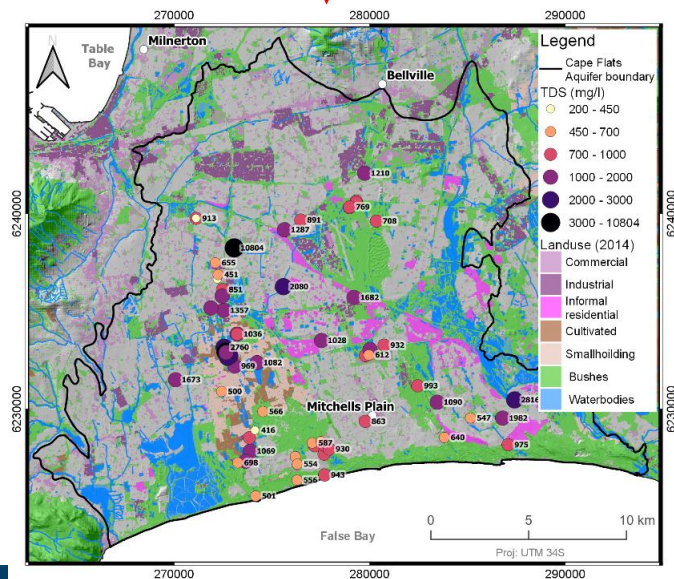 270000
280000
290000
Milnerton
Table
Bay
N
Bellville
Legend
Cape Flats
Aquifer boundary
TDS (mg/l)
200 - 450
450 - 700
700 - 1000
1000 - 2000
2000 - 3000
3000 - 10804
Landuse (2014)
Commercial
Industrial
Informal
residential
Cultivated
Smallhoilding
Bushes
Waterbodies
6240000
6240000
6230000
6230000
1210
769
913
891
708
1287
10804
655
451
2080
851
1682
1357
1036
1028
932
2760
612
969
1082
1673
993
500
1090
2816
566
Mitchells Plain
547
1982
416
863
640
587
975
1069
930
698
554
943
556
501
False Bay
0
5
10 km
Proj: UTM 34S
270000
280000
290000